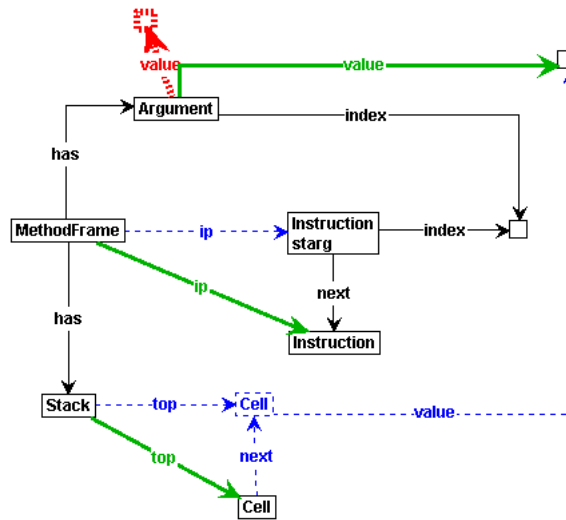 value
value
Argument
index
has
MethodFrame
ip
Instruction
starg
index
ip
next
has
Instruction
Stack
top
Cell
value
top
next
Cell